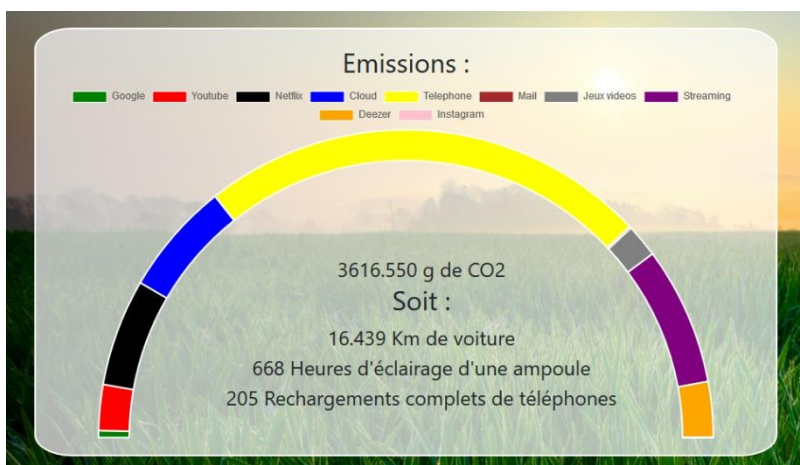 Emissions :
Google Youtube Netflix Cloud Telephone Mail Jeux videos Streaming
Deezer Instagram
3616.550 g de CO2
Soit :
16.439 Km de voiture
668 Heures d'éclairage d'une ampoule
205 Rechargements complets de téléphones